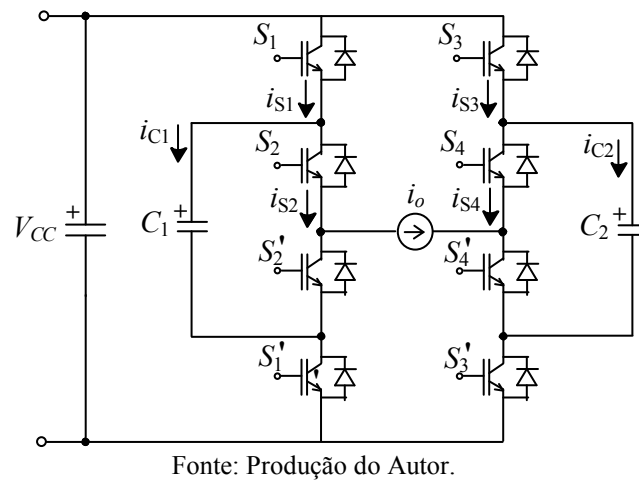 S1 S3
iS1 iS3
iC1 S2 S4 iC2
+ VCC
C1 +
iS2 io iS4
+ C2
S2' S4'
S1' S3'
Fonte: Produção do Autor.